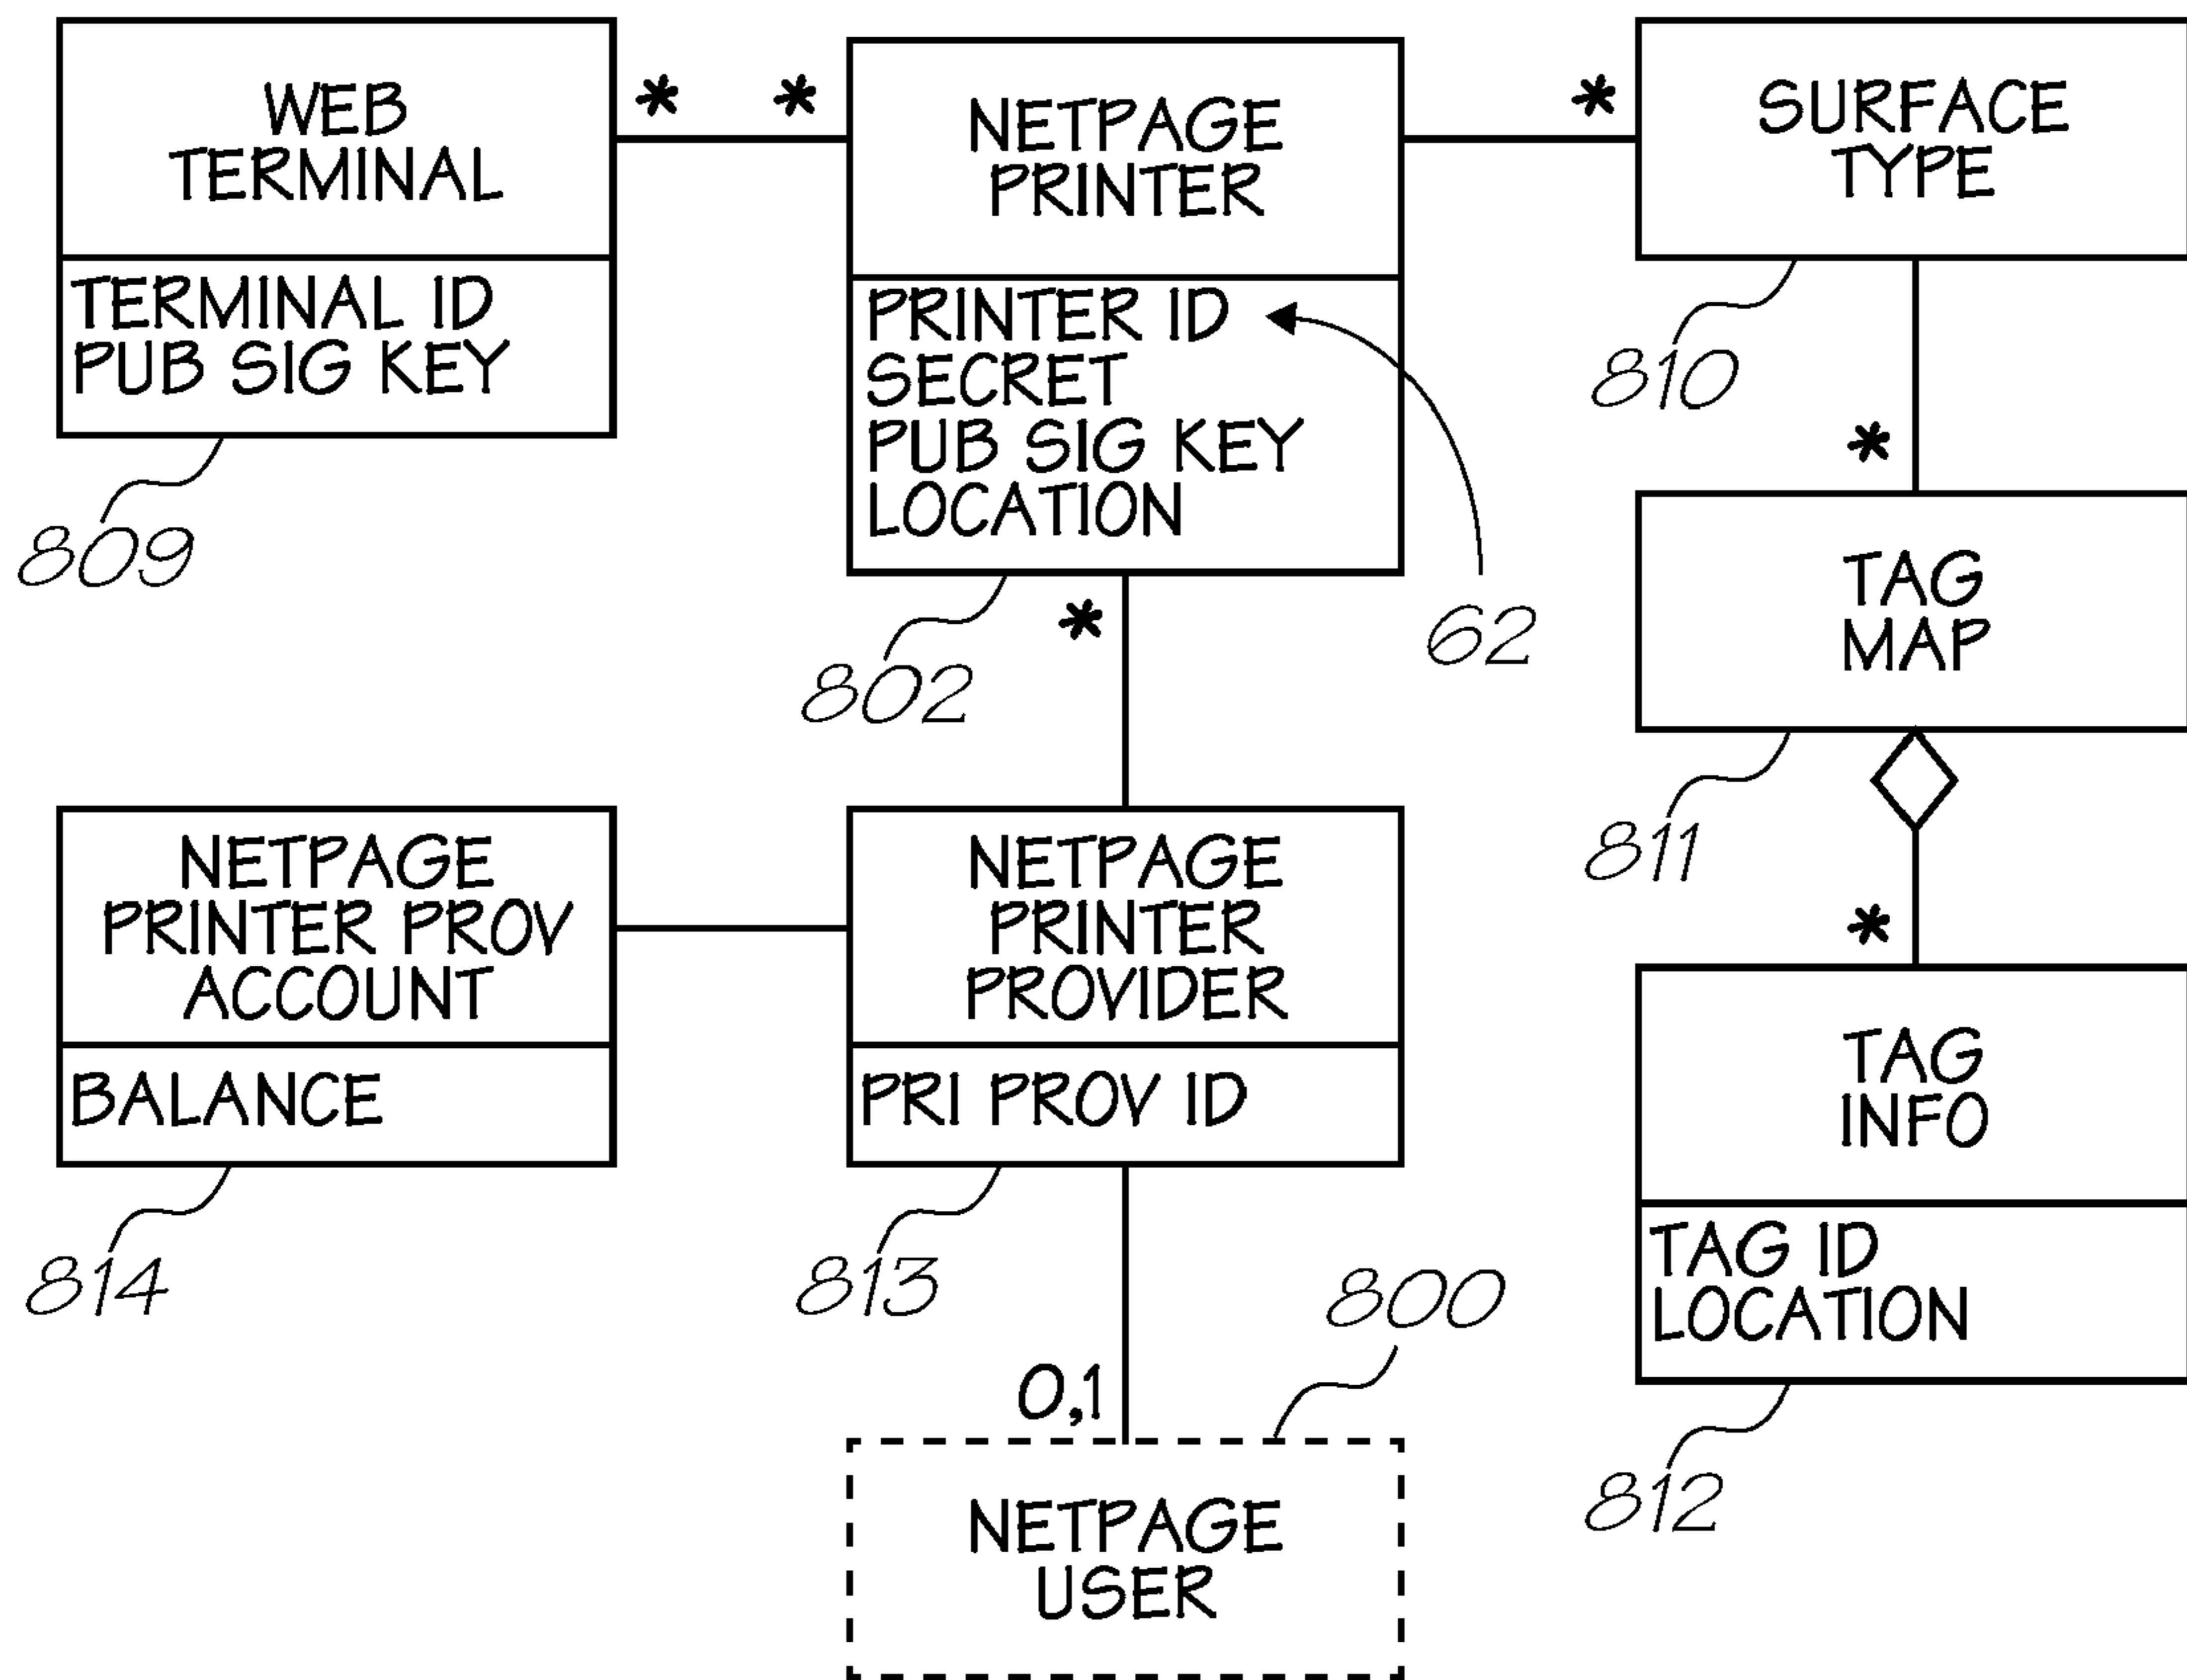 WEB
TERMINAL
TERMINAL ID
PUB SIG KEY
809
*
*
NETPAGE
PRINTER
PRINTER ID
SECRET
PUB SIG KEY
LOCATION
62
802
*
*
SURFACE
TYPE
810
*
TAG
MAP
811
*
TAG
INFO
TAG ID
LOCATION
812
NETPAGE
PRINTER PROV
ACCOUNT
BALANCE
814
NETPAGE
PRINTER
PROVIDER
PRI PROV ID
813
800
0,1
NETPAGE
USER